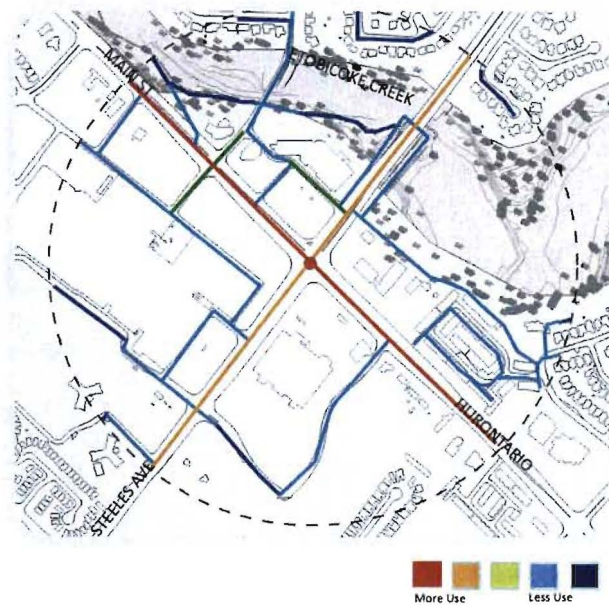 MAIN ST
ETOBICOKE CREEK
HURONTARIO
STEELES AVE
More Use
Less Use